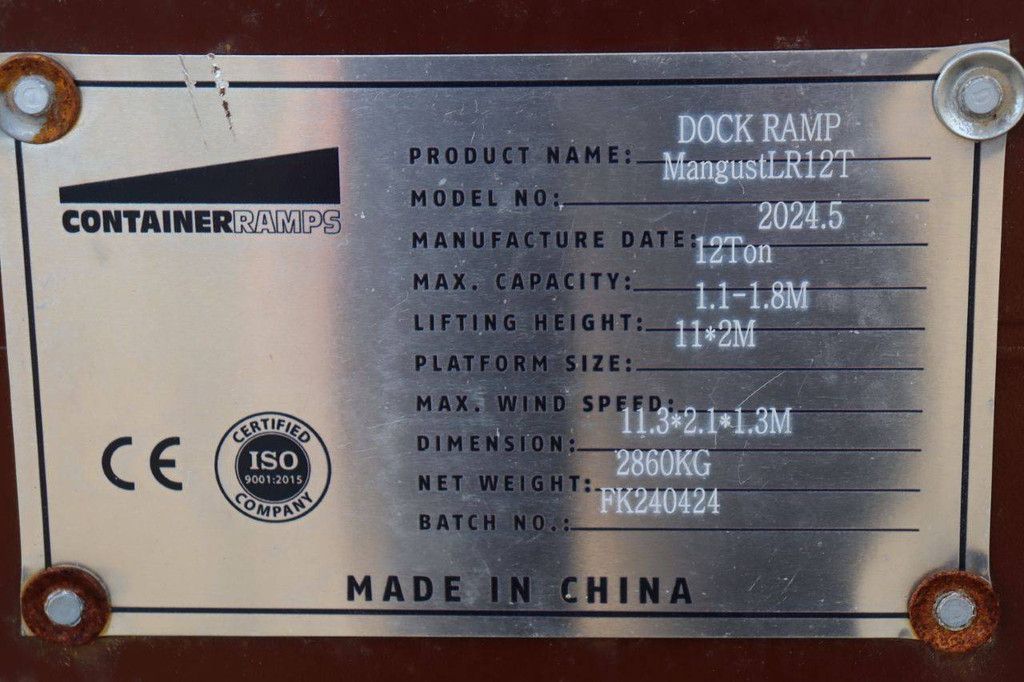 CONTAINERRAMPS
PRODUCT NAME: DOCK RAMP
MODEL NO: MangustLR12T
MANUFACTURE DATE: 2024.5
MAX. CAPACITY: 12Ton
LIFTING HEIGHT: 1.1-1.8M
PLATFORM SIZE: 11*2M
MAX. WIND SPEED:
DIMENSION: 11.3*2.1*1.3M
NET WEIGHT: 2860KG
BATCH NO.: FK240424
CE
CERTIFIED
ISO
9001:2015
COMPANY
MADE IN CHINA